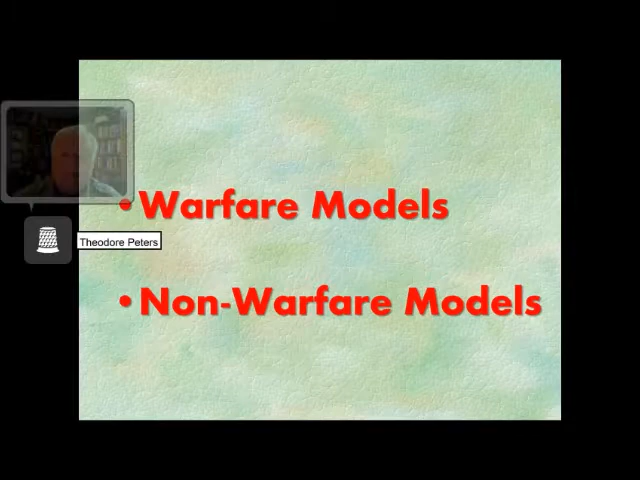 • Warfare Models
Theodore Peters
• Non-Warfare Models